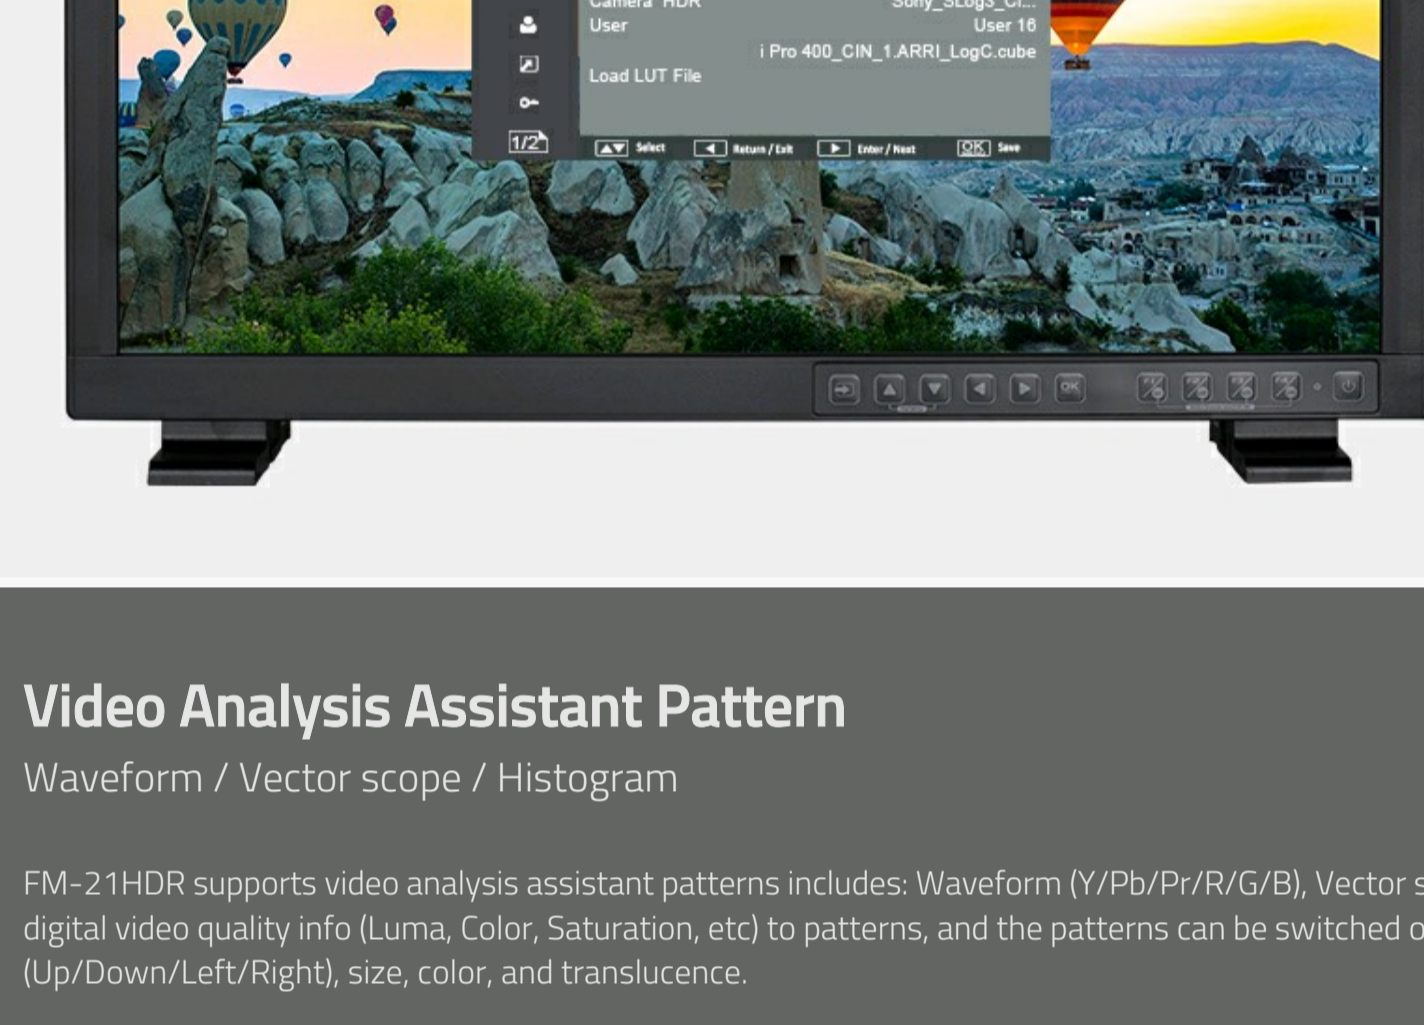 Camera HDR Sony_SLog3_Ci...
User User 16
i Pro 400_CIN_1.ARRI_LogC.cube
Load LUT File
1/2 Select Return / Exit Enter / Next OK Save
OK
Video Analysis Assistant Pattern
Waveform / Vector scope / Histogram
FM-21HDR supports video analysis assistant patterns includes: Waveform (Y/Pb/Pr/R/G/B), Vector s
digital video quality info (Luma, Color, Saturation, etc) to patterns, and the patterns can be switched o
(Up/Down/Left/Right), size, color, and translucence.